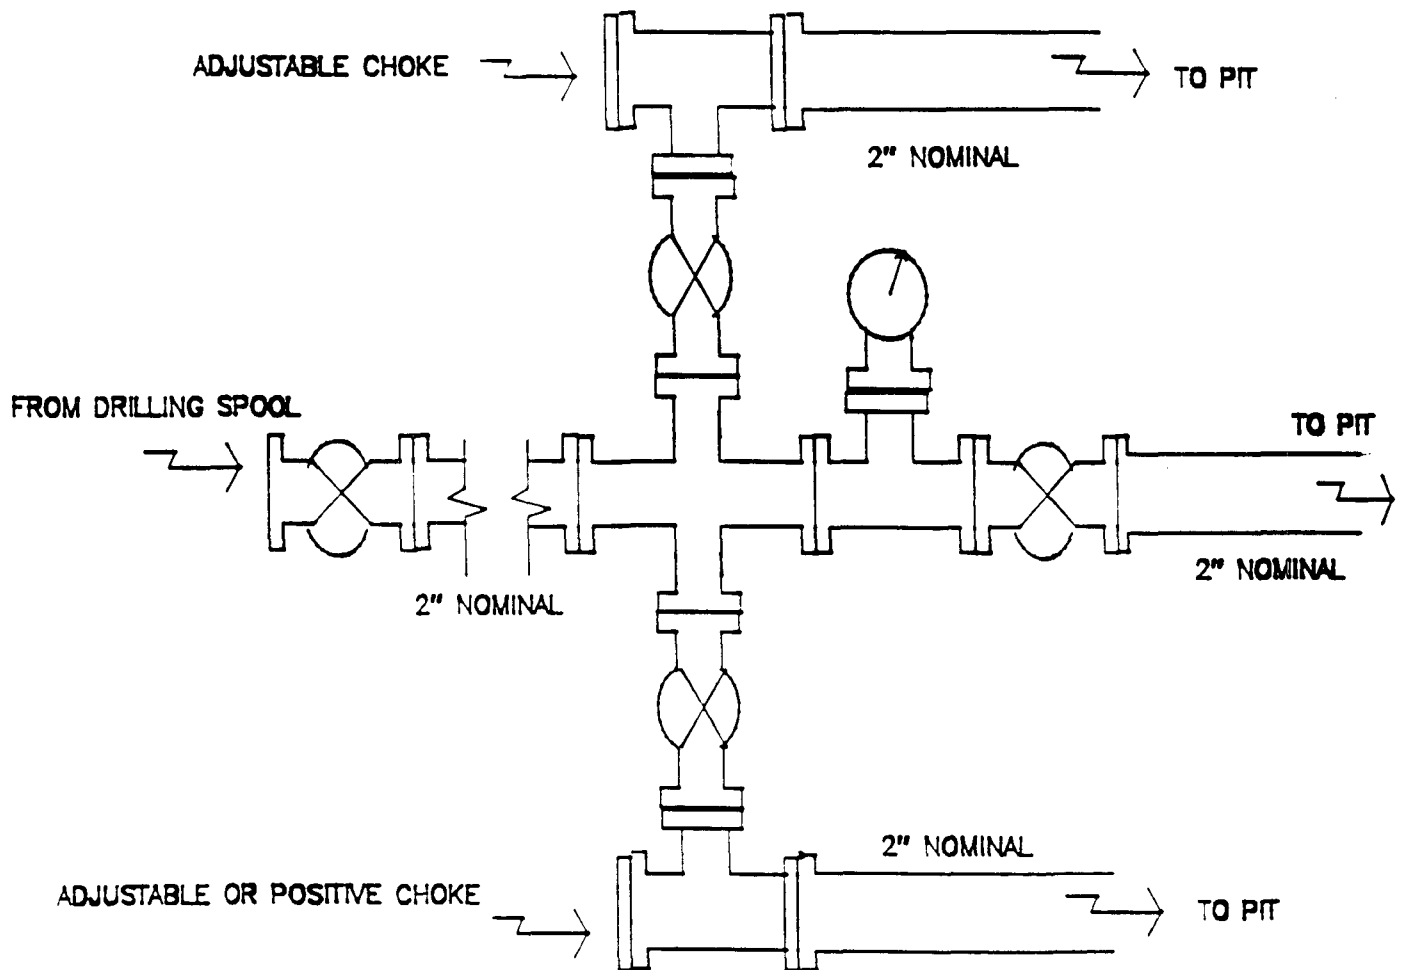 ADJUSTABLE CHOKE
TO PIT
2" NOMINAL
FROM DRILLING SPOOL
TO PIT
2" NOMINAL
2" NOMINAL
2" NOMINAL
ADJUSTABLE OR POSITIVE CHOKE
TO PIT